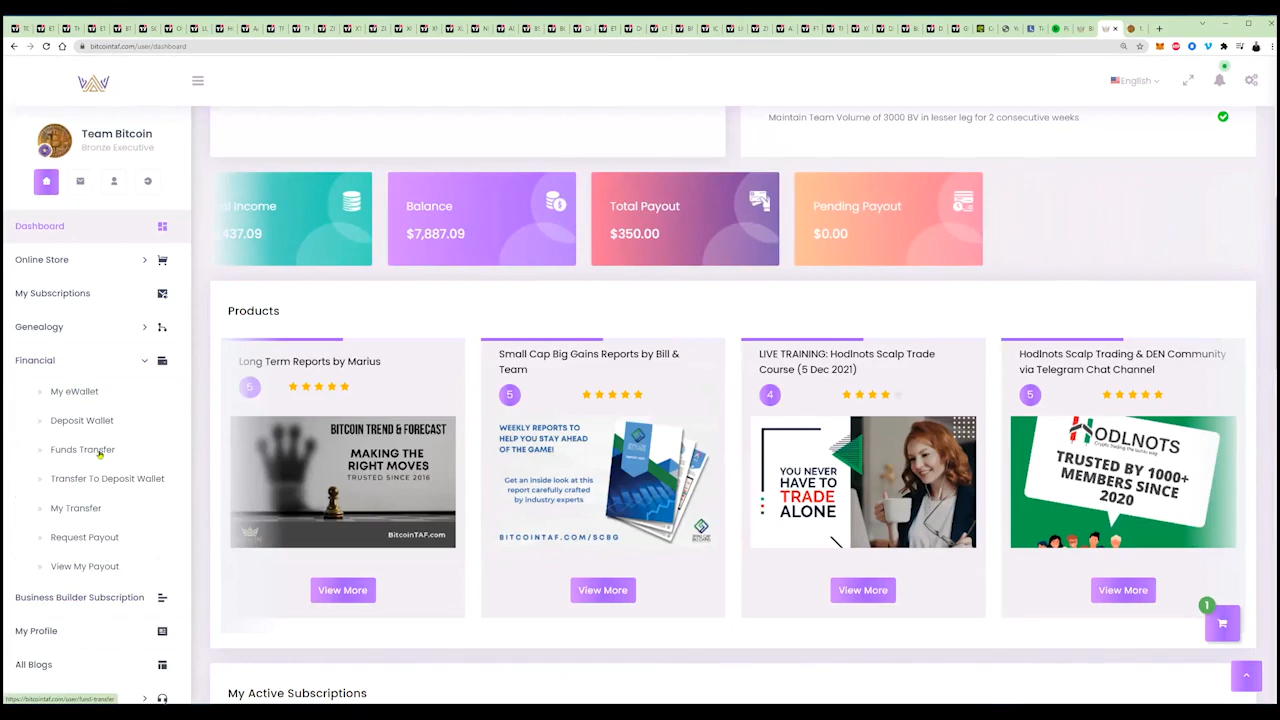 bitcointaf.com/user/dashboard
English
Team Bitcoin
Bronze Executive
Dashboard
Online Store
My Subscriptions
Genealogy
Financial
My eWallet
Deposit Wallet
Funds Transfer
Transfer To Deposit Wallet
My Transfer
Request Payout
View My Payout
Business Builder Subscription
My Profile
All Blogs
https://bitcointaf.com/user/fund-transfer
Maintain Team Volume of 3000 BV in lesser leg for 2 consecutive weeks
Income
437.09
Balance
$7,887.09
Total Payout
$350.00
Pending Payout
$0.00
Products
Long Term Reports by Marius
5
BITCOIN TREND & FORECAST
MAKING THE
RIGHT MOVES
TRUSTED SINCE 2016
BitcoinTAF.com
View More
Small Cap Big Gains Reports by Bill &
Team
5
WEEKLY REPORTS
TO HELP YOU STAY AHEAD
OF THE GAME!
Get an inside look at this
report carefully crafted
by industry experts
BITCOINTAF.COM/SCBG
View More
LIVE TRAINING: Hodlnots Scalp Trade
Course (5 Dec 2021)
4
YOU NEVER
HAVE TO
TRADE
ALONE
View More
Hodlnots Scalp Trading & DEN Community
via Telegram Chat Channel
5
HODLNOTS
Crypto trading the turtle way
TRUSTED BY 1000+
MEMBERS SINCE
2020
View More
1
My Active Subscriptions